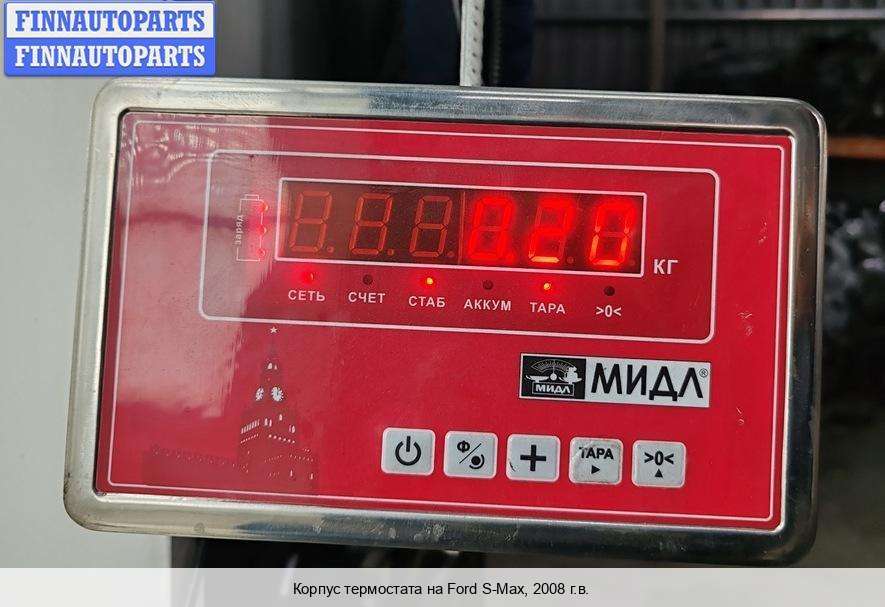 FINNAUTOPARTS
FINNAUTOPARTS
заряд
0.20
КГ
СЕТЬ СЧЕТ СТАБ АККУМ ТАРА >0<
МИДЛ МИДЛ®
Ф ТАРА >0<
Корпус термостата на Ford S-Max, 2008 г.в.